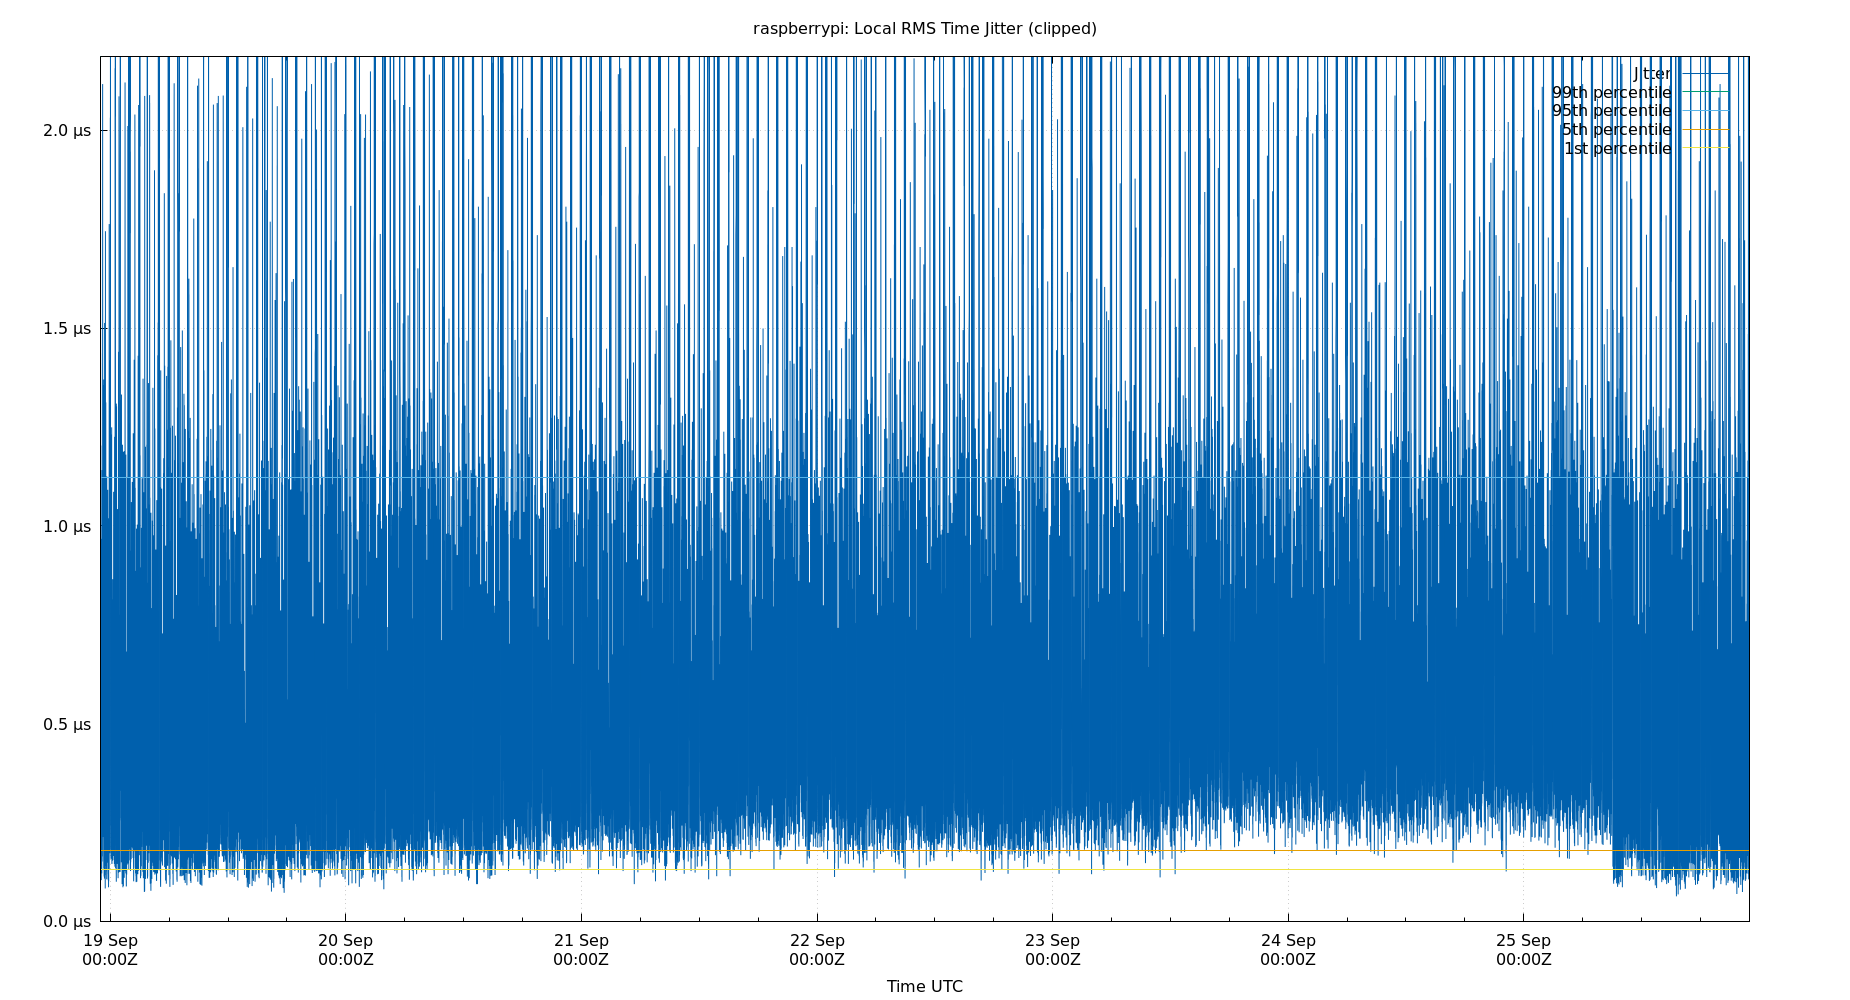 raspberrypi: Local RMS Time Jitter (clipped)
Jitter
99th percentile
95th percentile
5th percentile
1st percentile
2.0 µs
1.5 µs
1.0 µs
0.5 µs
0.0 µs
19 Sep 20 Sep 21 Sep 22 Sep 23 Sep 24 Sep 25 Sep
00:00Z 00:00Z 00:00Z 00:00Z 00:00Z 00:00Z 00:00Z
Time UTC